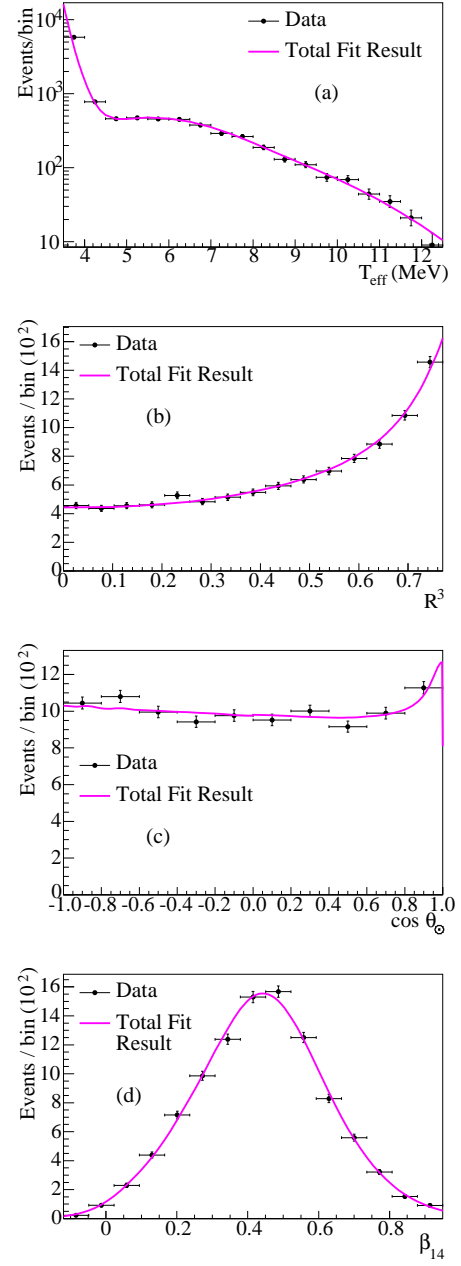 10⁴
Events/bin
Data
Total Fit Result
(a)
10³
10²
10
4 5 6 7 8 9 10 11 12
T_eff (MeV)
Events / bin (10²)
16
14
12
10
8
6
4
2
0
Data
Total Fit Result
(b)
0 0.1 0.2 0.3 0.4 0.5 0.6 0.7
R³
Events / bin (10²)
12
10
8
6
4
2
0
Data
Total Fit Result
(c)
-1.0 -0.8 -0.6 -0.4 -0.2 0.0 0.2 0.4 0.6 0.8 1.0
cos θ_⊙
Events / bin (10²)
16
14
12
10
8
6
4
2
0
Data
Total Fit
Result
(d)
0 0.2 0.4 0.6 0.8
β₁₄